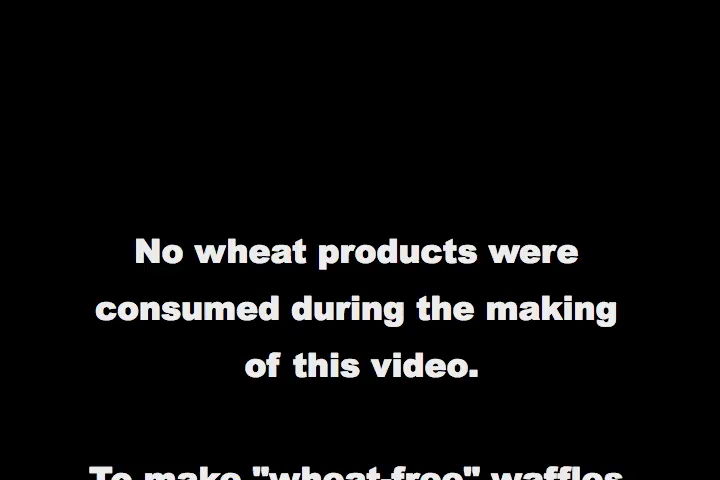 No wheat products were
consumed during the making
of this video.
To make "wheat-free" waffles